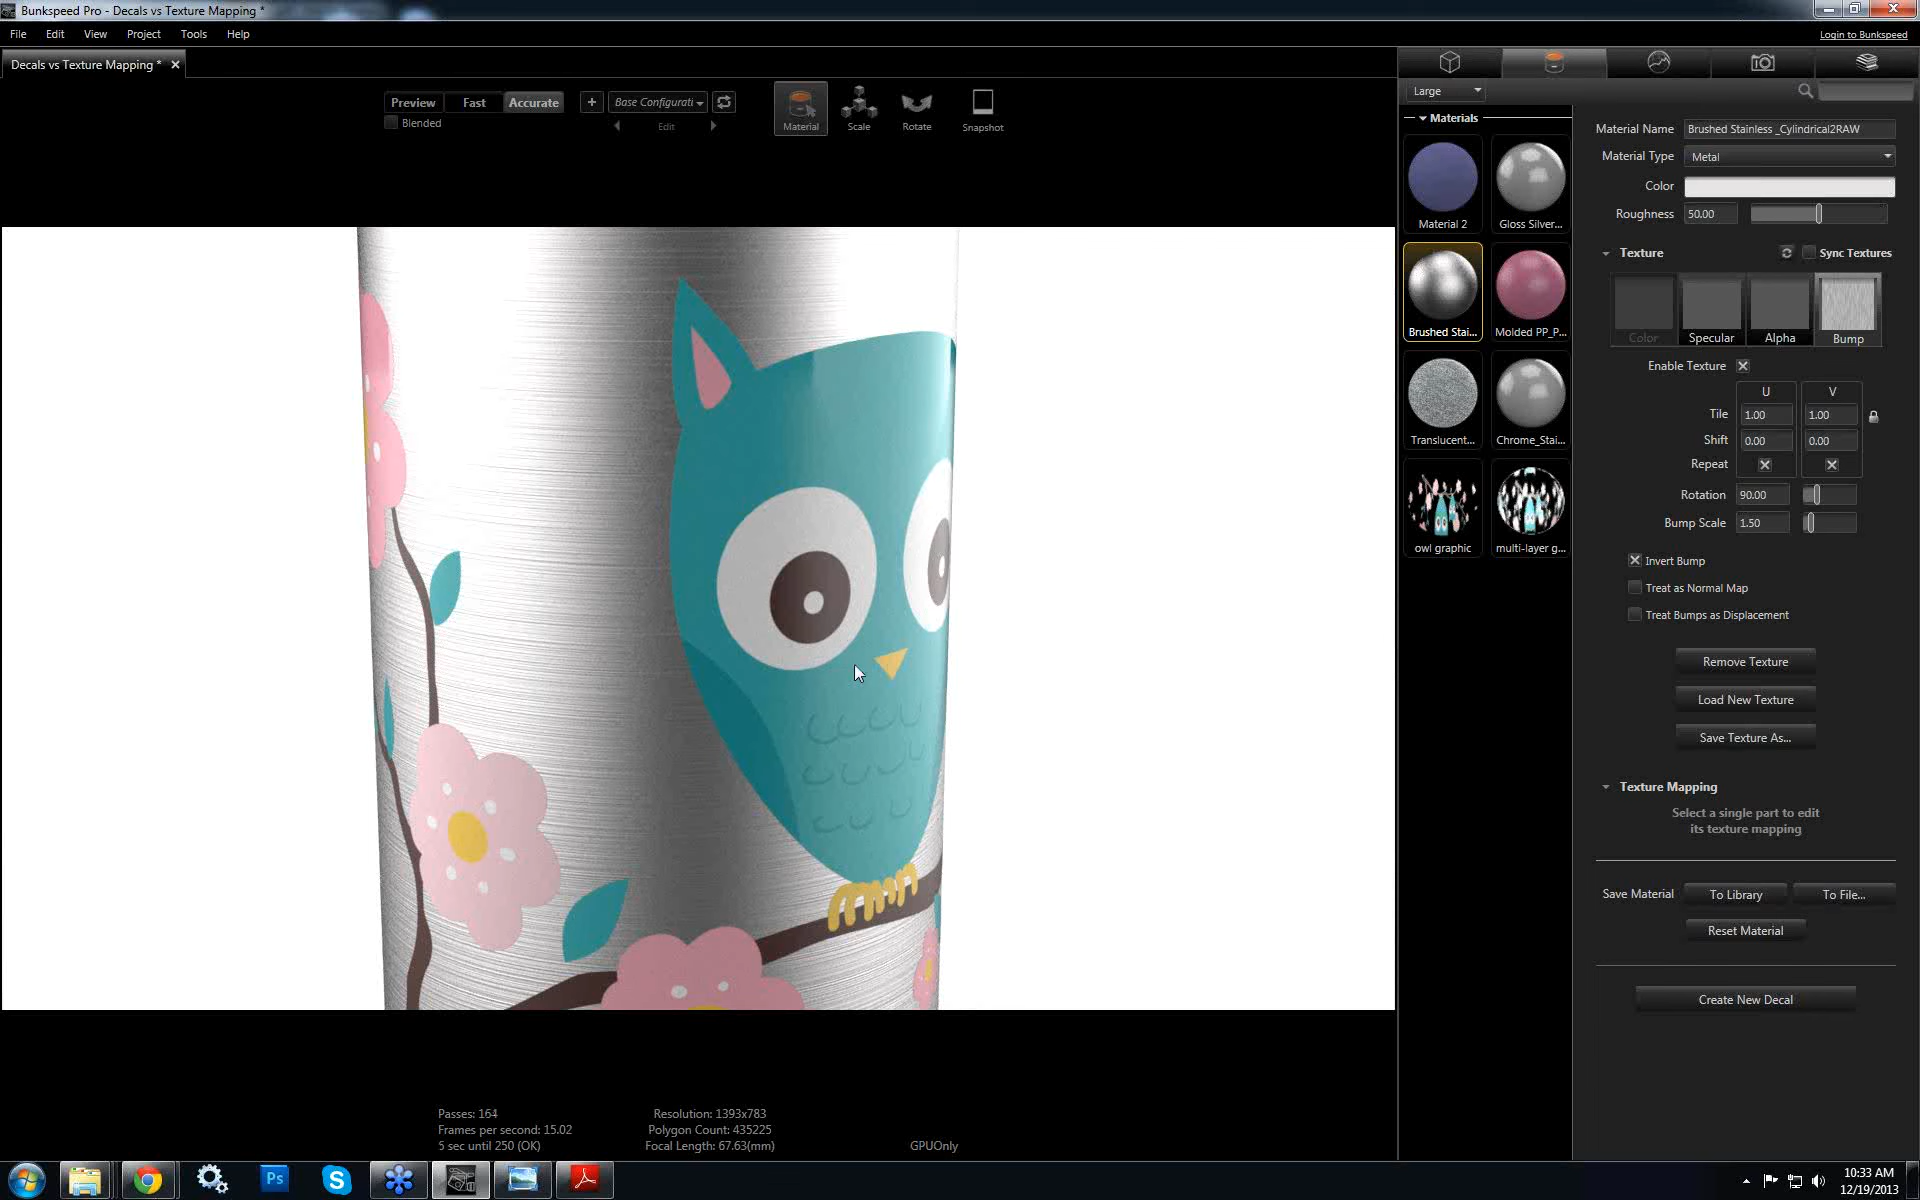 Bunkspeed Pro - Decals vs Texture Mapping *
File Edit View Project Tools Help
Login to Bunkspeed
Decals vs Texture Mapping *
Preview Fast Accurate
Blended
Base Configurati
Edit
Material
Scale
Rotate
Snapshot
Large
Materials
Material 2
Gloss Silver...
Brushed Stai...
Molded PP_P...
Translucent...
Chrome_Stai...
owl graphic
multi-layer g...
Material Name Brushed Stainless _Cylindrical2RAW
Material Type Metal
Color
Roughness 50.00
Texture
Sync Textures
Color Specular Alpha Bump
Enable Texture
U V
Tile 1.00 1.00
Shift 0.00 0.00
Repeat
Rotation 90.00
Bump Scale 1.50
Invert Bump
Treat as Normal Map
Treat Bumps as Displacement
Remove Texture
Load New Texture
Save Texture As...
Texture Mapping
Select a single part to edit
its texture mapping
Save Material To Library To File...
Reset Material
Create New Decal
Passes: 164
Frames per second: 15.02
5 sec until 250 (OK)
Resolution: 1393x783
Polygon Count: 435225
Focal Length: 67.63(mm)
GPUOnly
Ps
10:33 AM
12/19/2013